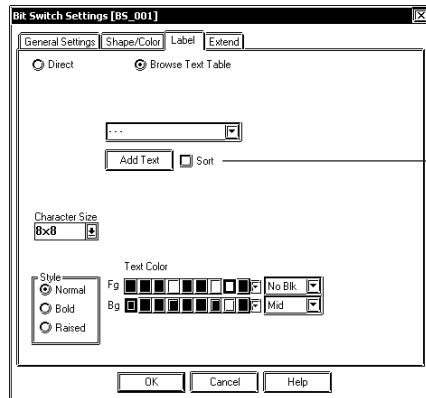 Bit Switch Settings [BS_001]
General Settings Shape/Color Label Extend
Direct Browse Text Table
---
Add Text Sort
Character Size
8x8
Text Color
Style
Normal Fg No Blk
Bold Bg Mid
Raised
OK Cancel Help